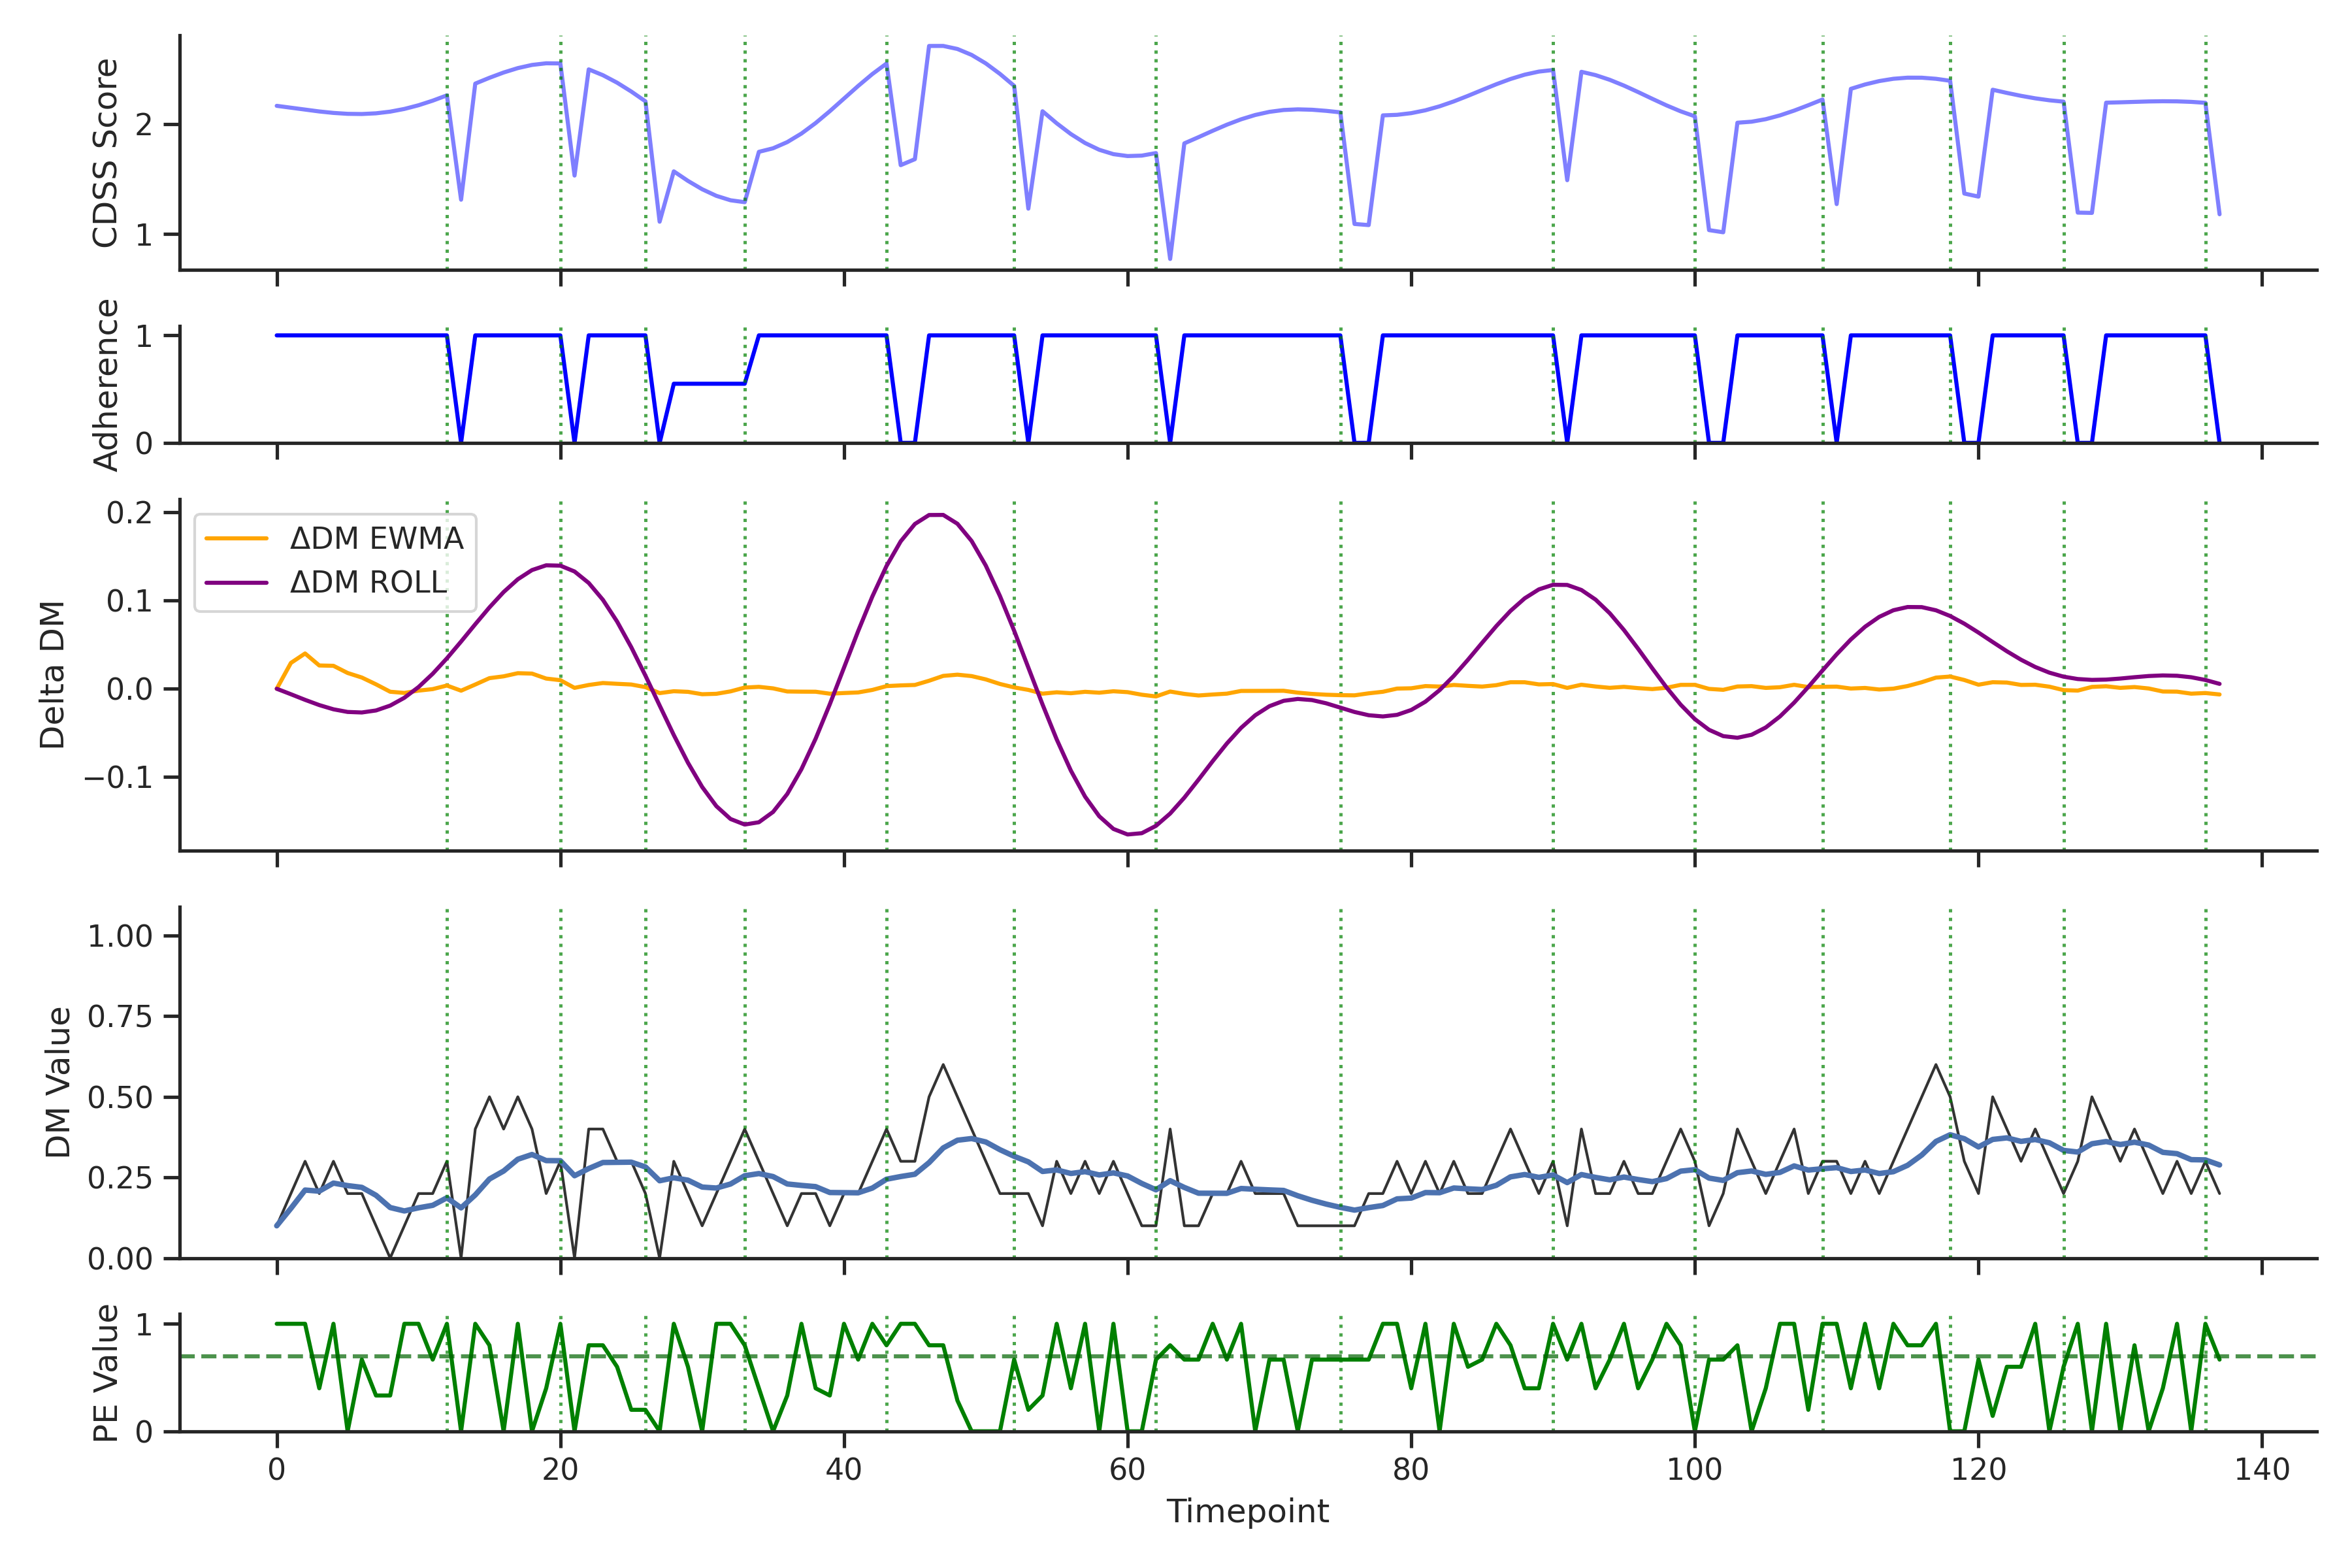 CDSS Score
2
1
Adherence
1
0
Delta DM
0.2
0.1
0.0
−0.1
ΔDM EWMA
ΔDM ROLL
DM Value
1.00
0.75
0.50
0.25
0.00
PE Value
1
0
0 20 40 60 80 100 120 140
Timepoint